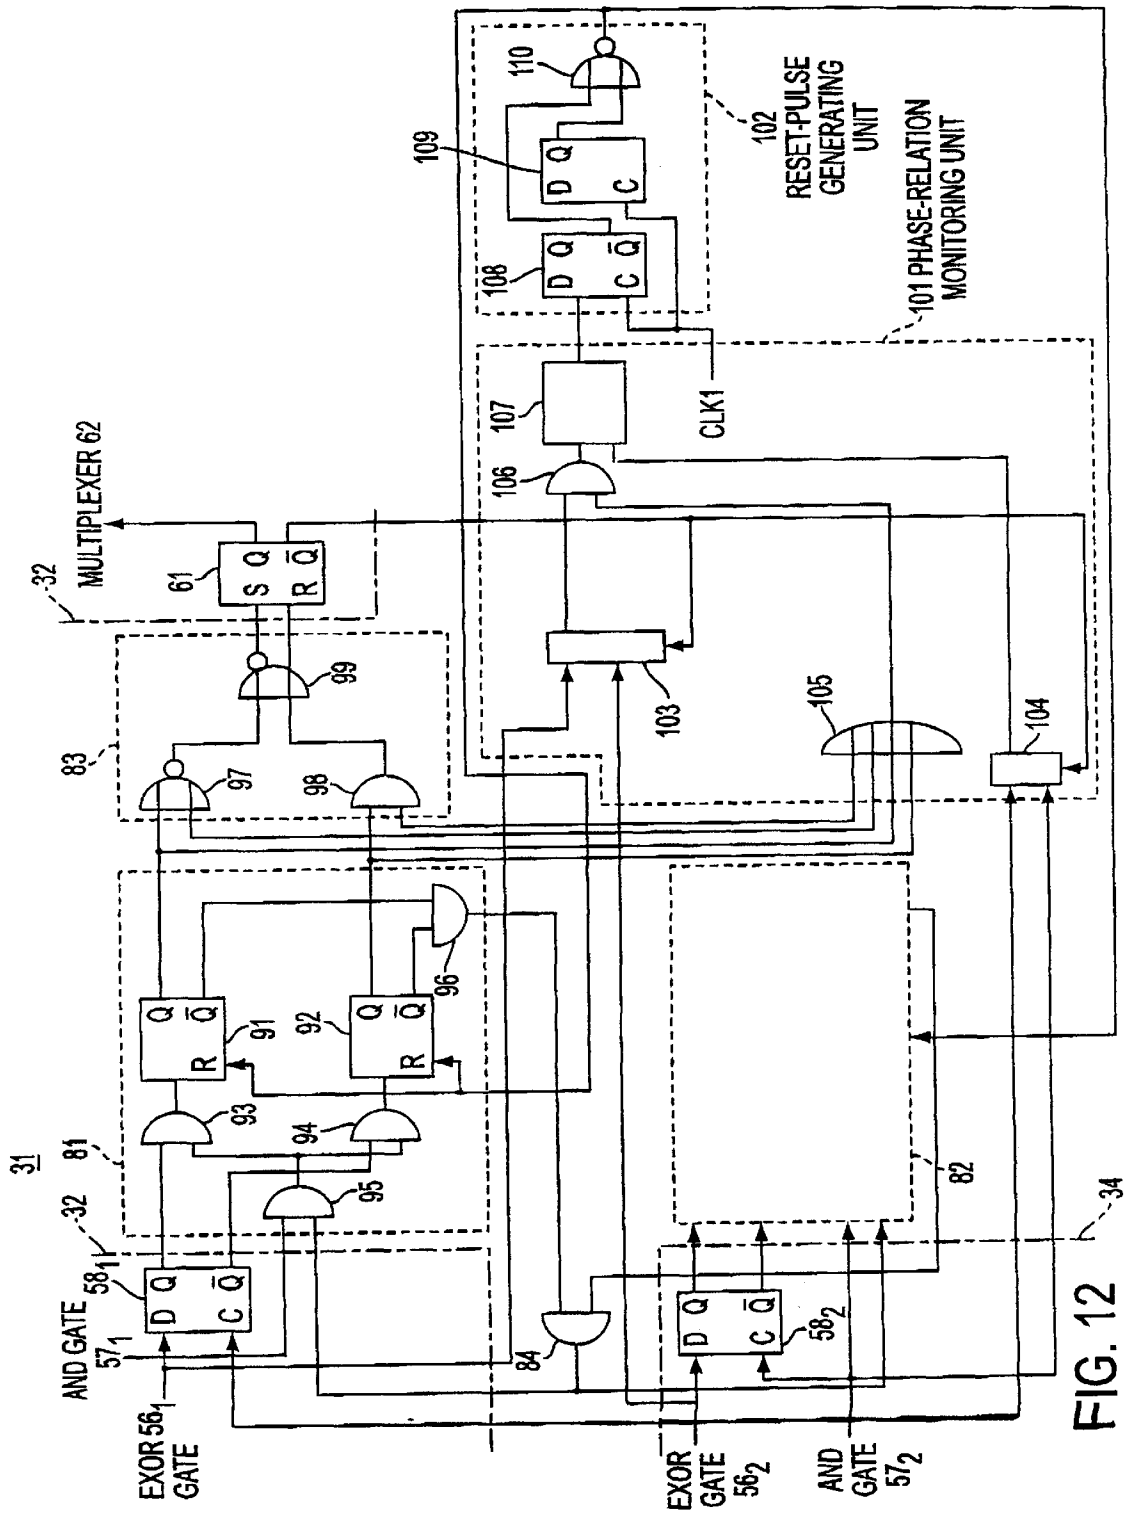 FIG. 12
31
32
81
AND GATE
57₁
EXOR 56₁
GATE
58₁
D Q
C Q̅
93
94
95
Q
Q̅
R
91
92
Q
Q̅
R
96
83
97
98
99
32
61
S Q
R Q̅
MULTIPLEXER 62
84
EXOR
GATE
56₂
AND
GATE
57₂
D Q
C Q̅
58₂
34
82
103
104
105
106
107
CLK1
101 PHASE-RELATION
MONITORING UNIT
108
D Q
C Q̅
109
D Q
C
110
102
RESET-PULSE
GENERATING
UNIT